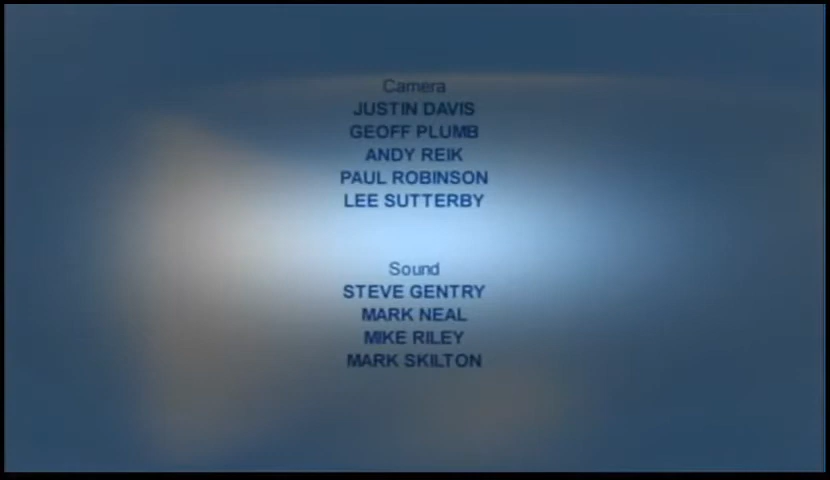 Camera
JUSTIN DAVIS
GEOFF PLUMB
ANDY REIK
PAUL ROBINSON
LEE SUTTERBY
Sound
STEVE GENTRY
MARK NEAL
MIKE RILEY
MARK SKILTON